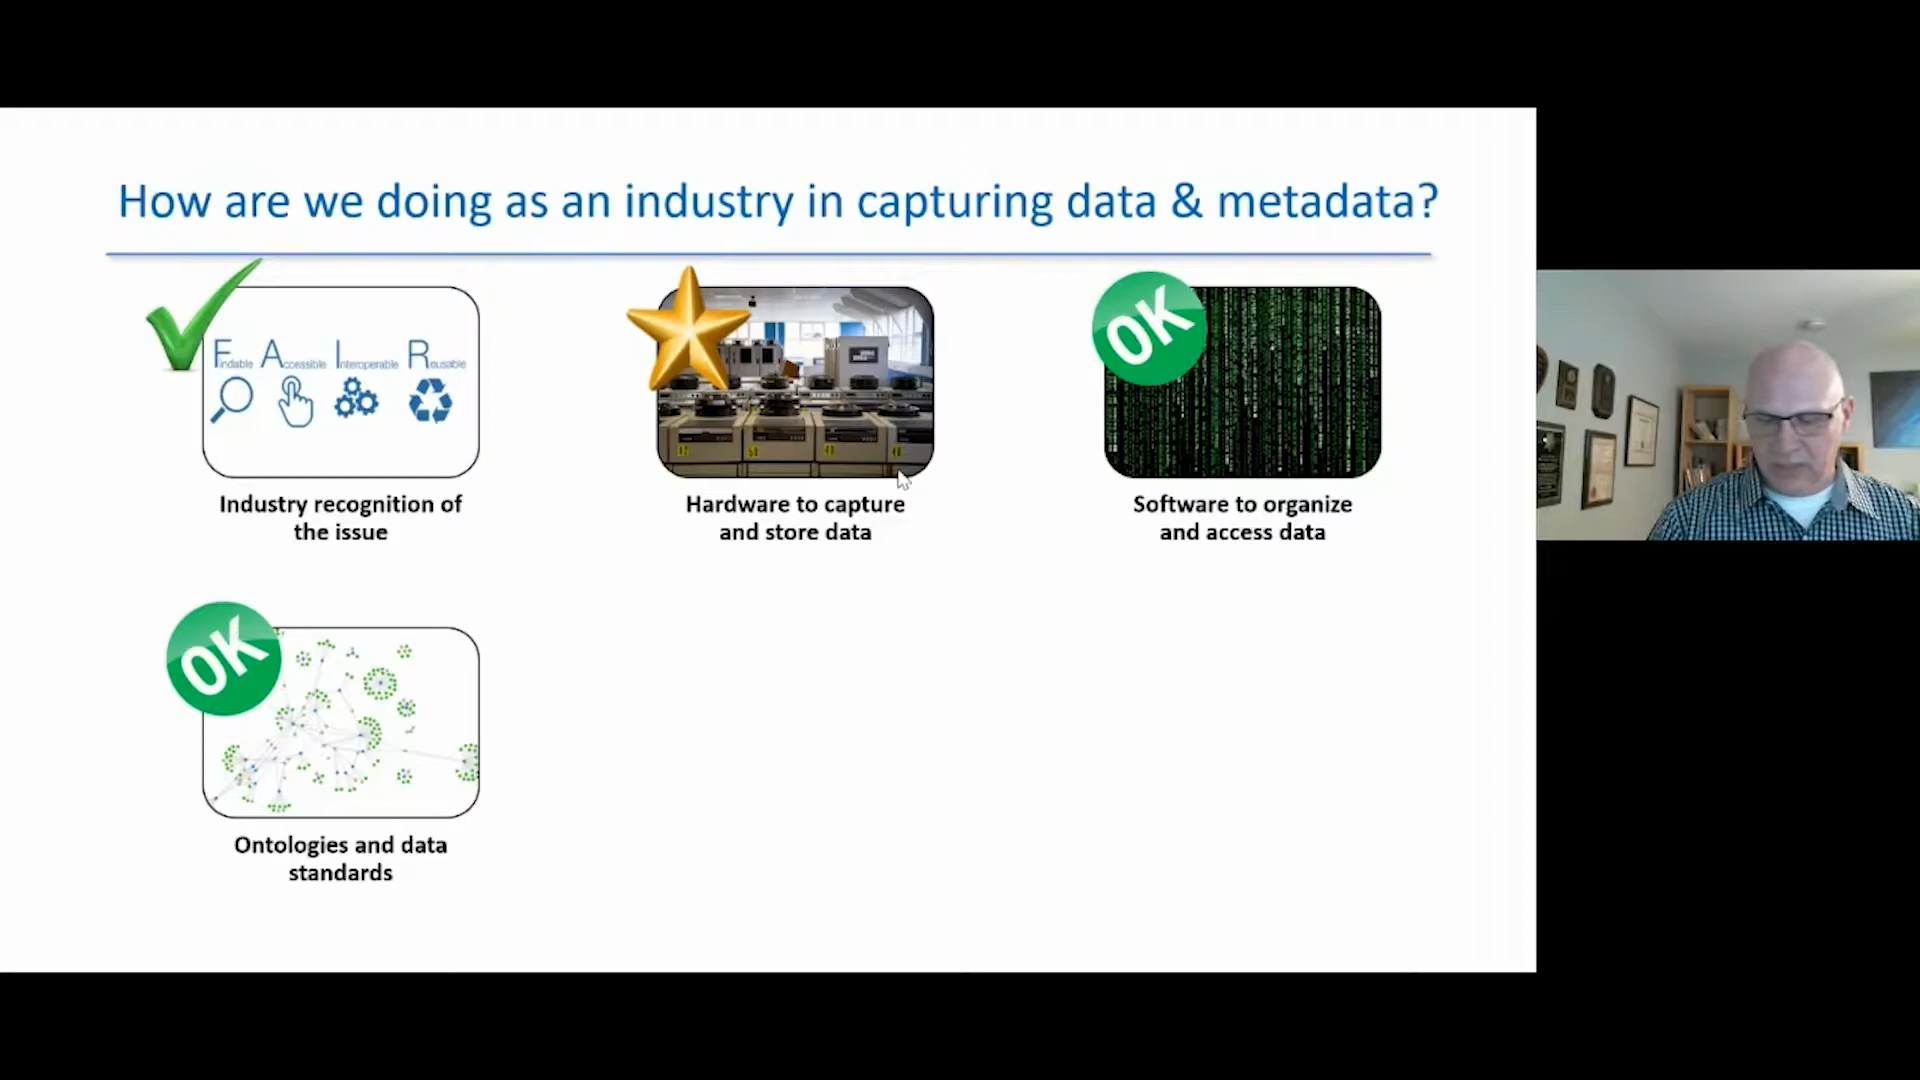 How are we doing as an industry in capturing data & metadata?
Findable Accessible Interoperable Reusable
OK
Industry recognition of
the issue
Hardware to capture
and store data
Software to organize
and access data
OK
Ontologies and data
standards